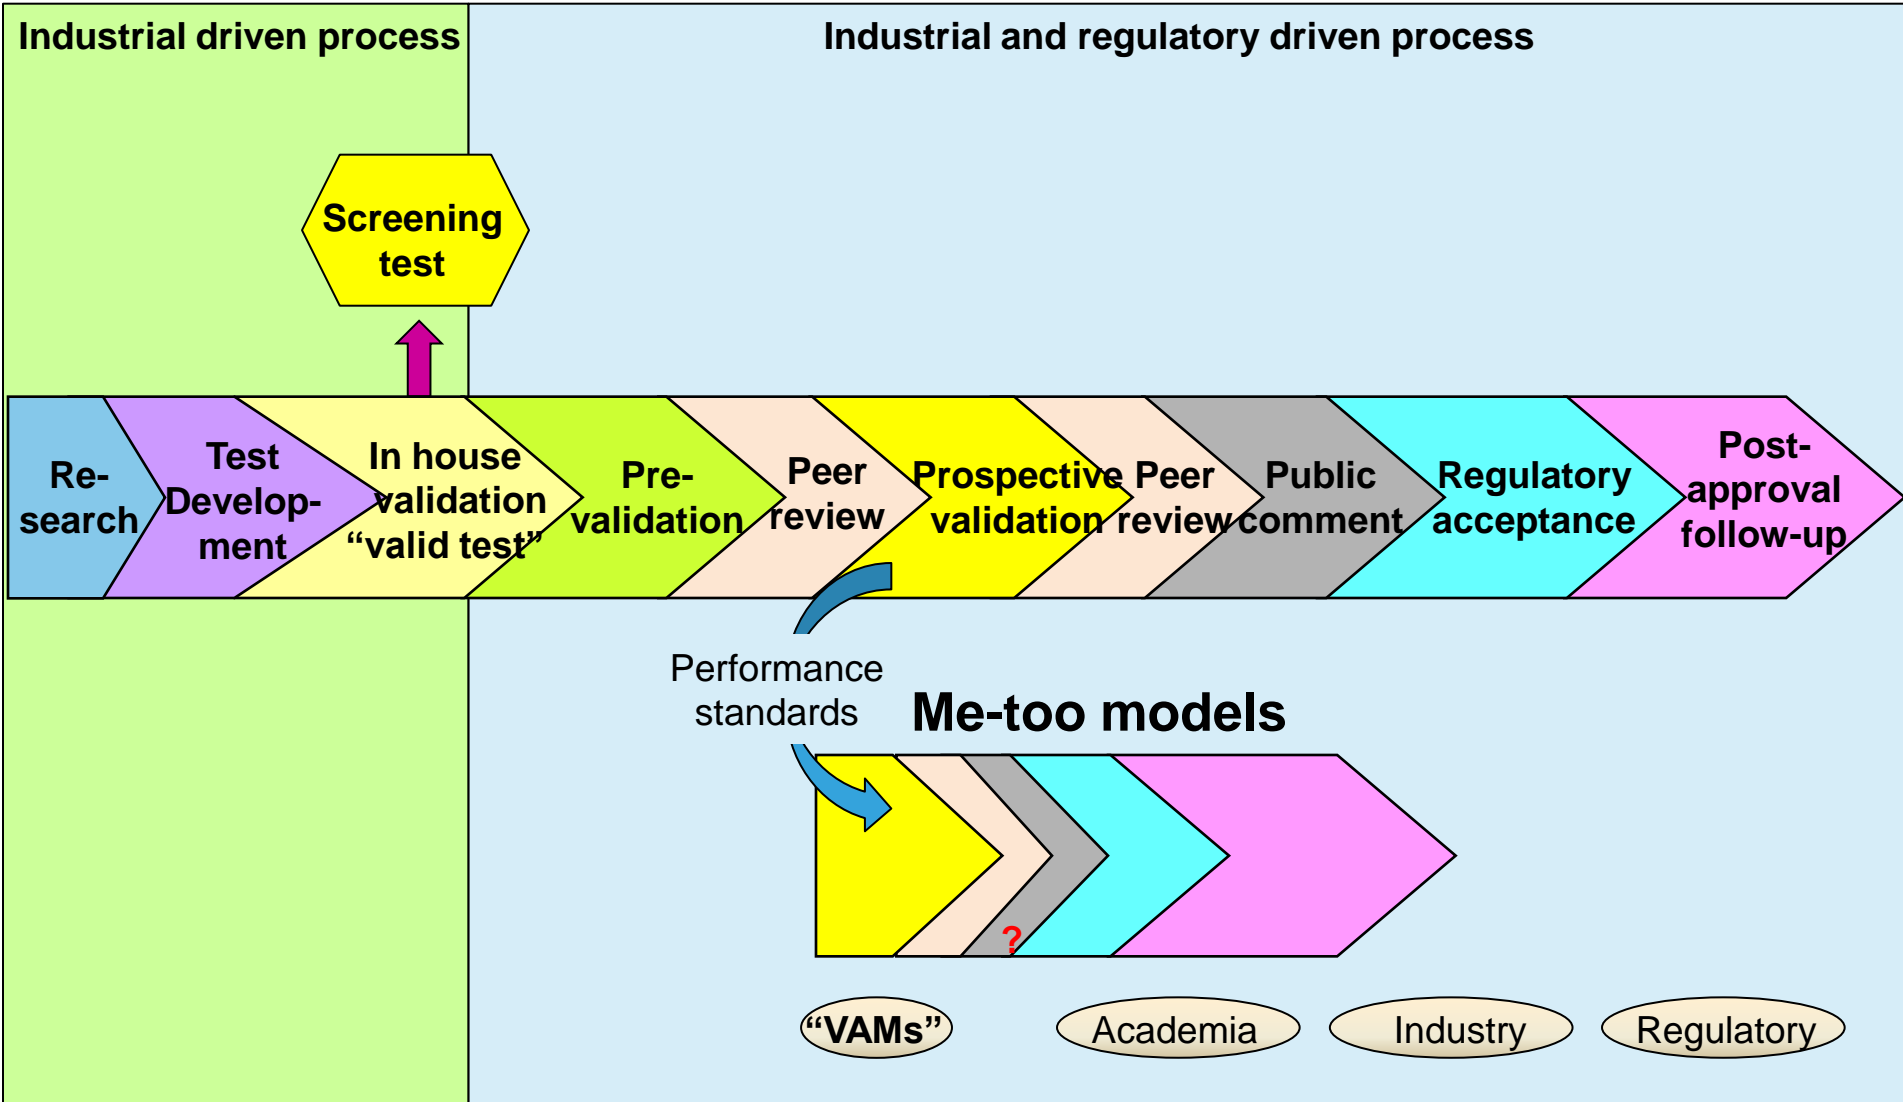 Industrial driven process
Industrial and regulatory driven process
Screening
test
Re-
search
Test
Develop-
ment
In house
validation
“valid test”
Pre-
validation
Peer
review
Prospective
validation
Peer
review
Public
comment
Regulatory
acceptance
Post-
approval
follow-up
Performance
standards
Me-too models
?
“VAMs”
Academia
Industry
Regulatory